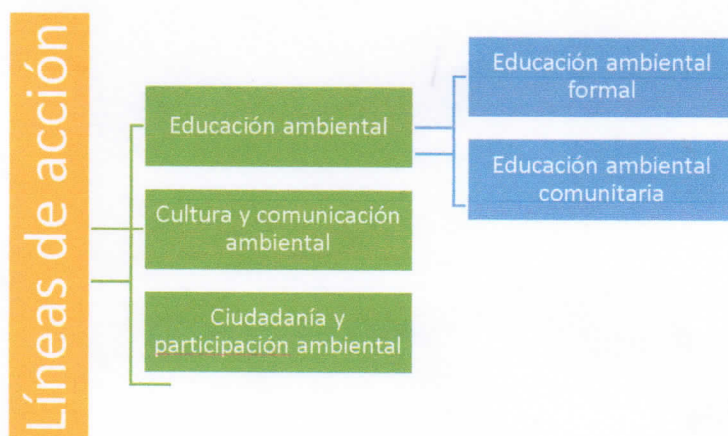 Líneas de acción
Educación ambiental
Cultura y comunicación
ambiental
Ciudadanía y
participación ambiental
Educación ambiental
formal
Educación ambiental
comunitaria